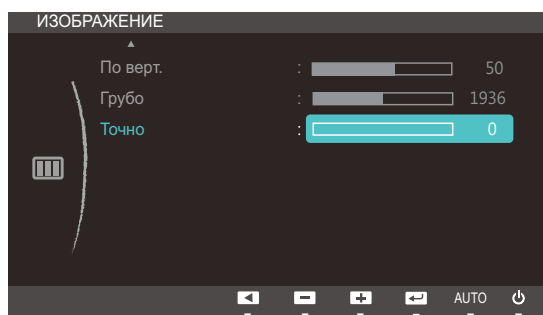 ИЗОБРАЖЕНИЕ
По верт. : 50
Грубо : 1936
Точно : 0
AUTO